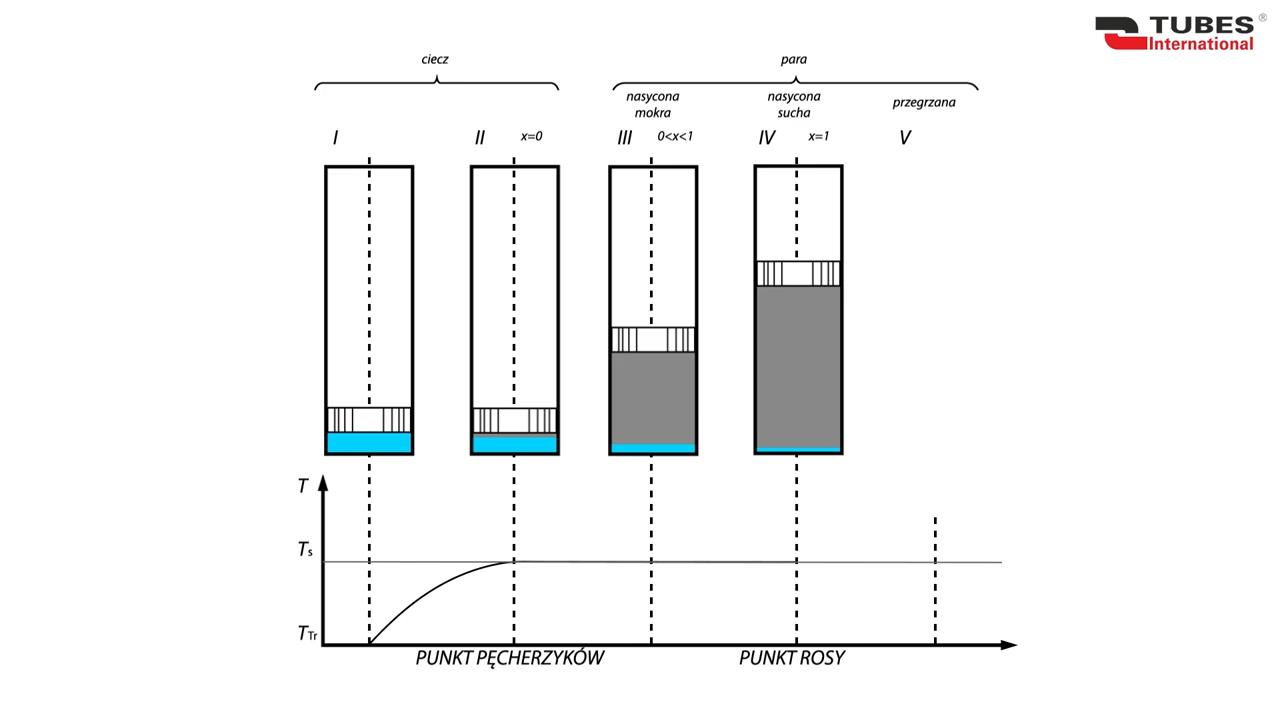 TUBES®
International
ciecz
para
nasycona
mokra
nasycona
sucha
przegrzana
I
II x=0
III 0<x<1
IV x=1
V
T
Ts
TTr
PUNKT PĘCHERZYKÓW
PUNKT ROSY